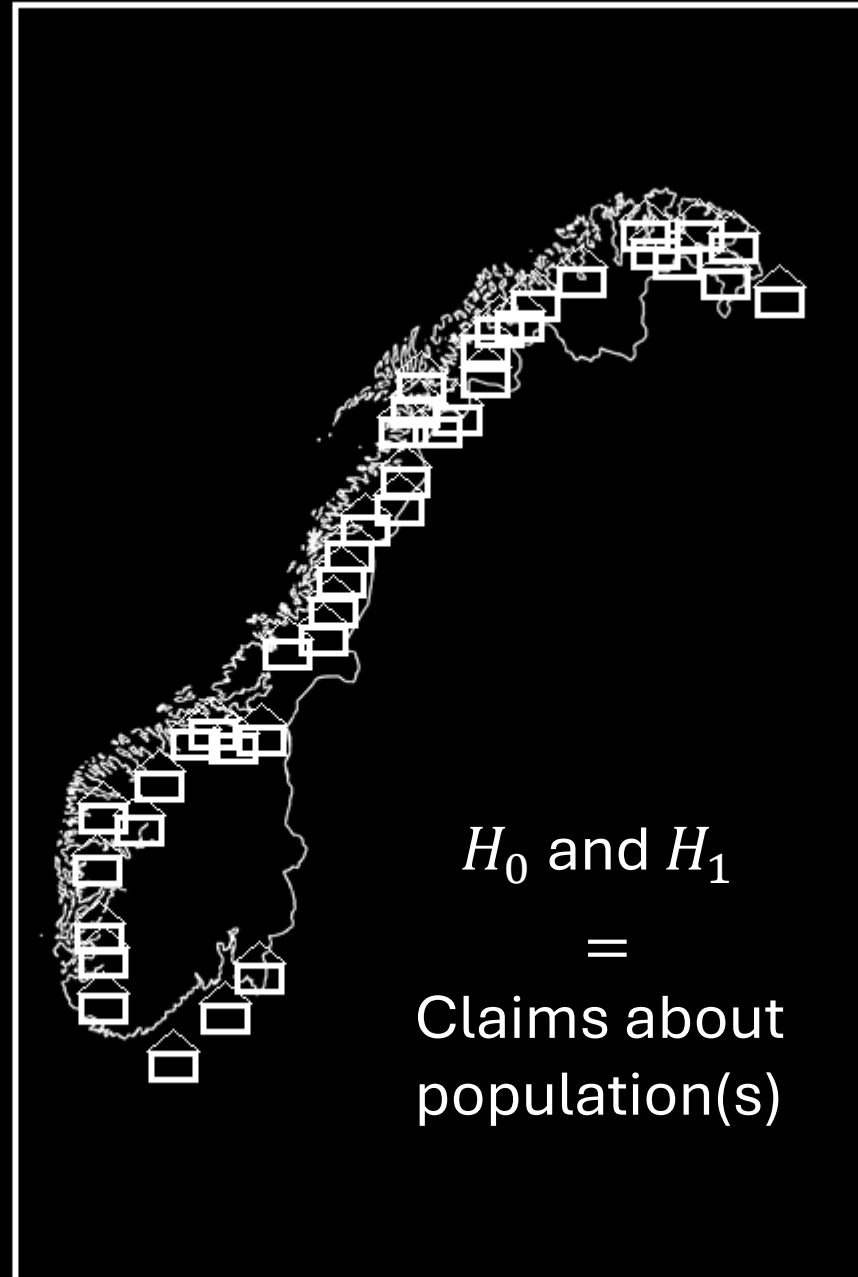 H₀ and H₁
=
Claims about
population(s)